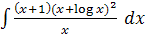 ∫ (x+1)(x+log x)² / x dx